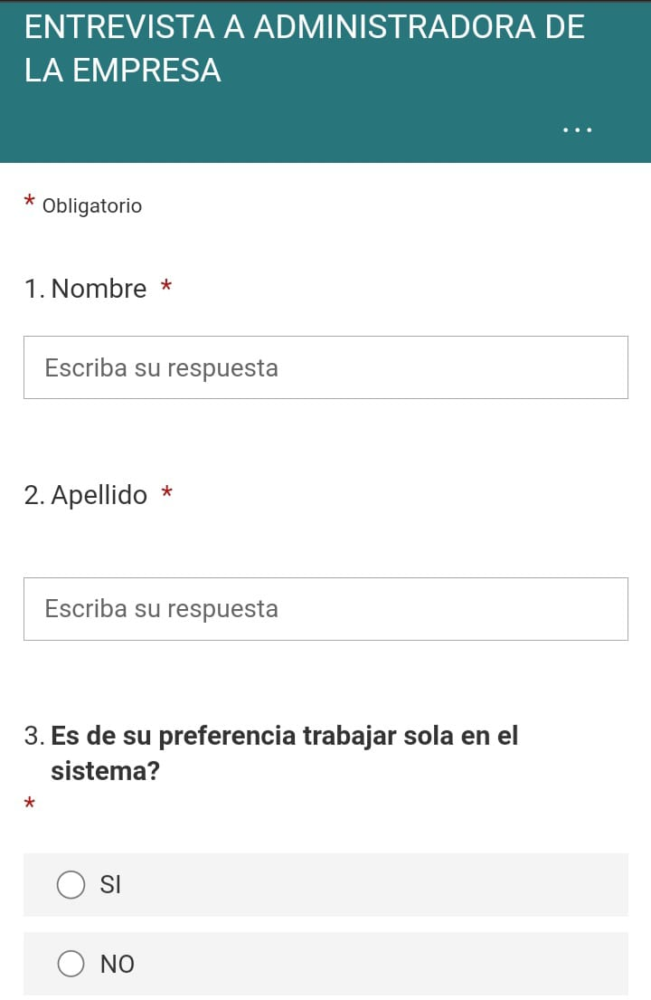 ENTREVISTA A ADMINISTRADORA DE
LA EMPRESA
...
* Obligatorio
1. Nombre *
Escriba su respuesta
2. Apellido *
Escriba su respuesta
3. Es de su preferencia trabajar sola en el
sistema?
*
SI
NO